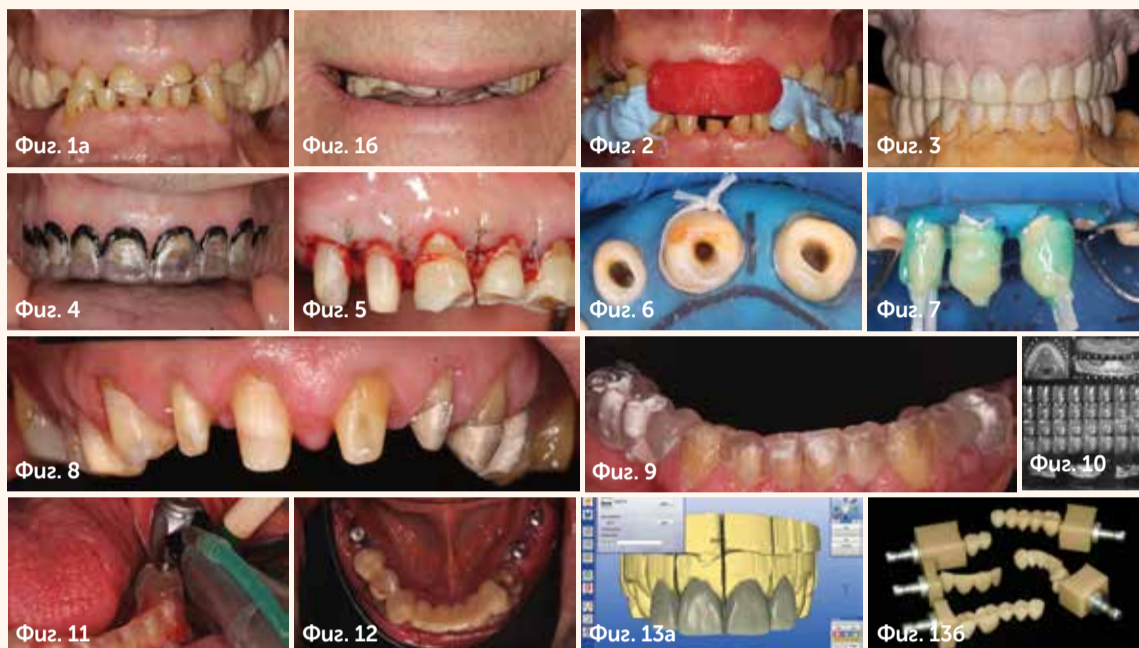 Фиг. 1а
Фиг. 1б
Фиг. 2
Фиг. 3
Фиг. 4
Фиг. 5
Фиг. 6
Фиг. 7
Фиг. 8
Фиг. 9
Фиг. 10
Фиг. 11
Фиг. 12
Фиг. 13а
Фиг. 13б